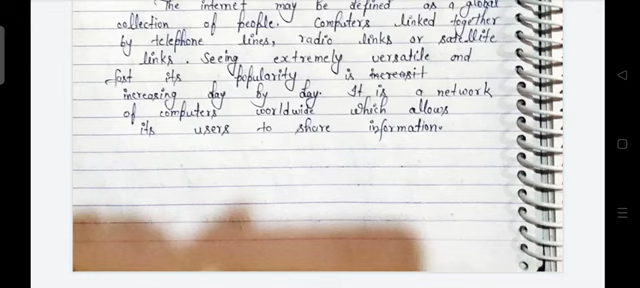 The internet may be defined as a global
collection of people. Computers linked together
by telephone lines, radio links or satellite
links. Seeing extremely versatile and
fast its popularity is increasit
increasing day by day. It is a network
of computers worldwide which allows
its users to share information.